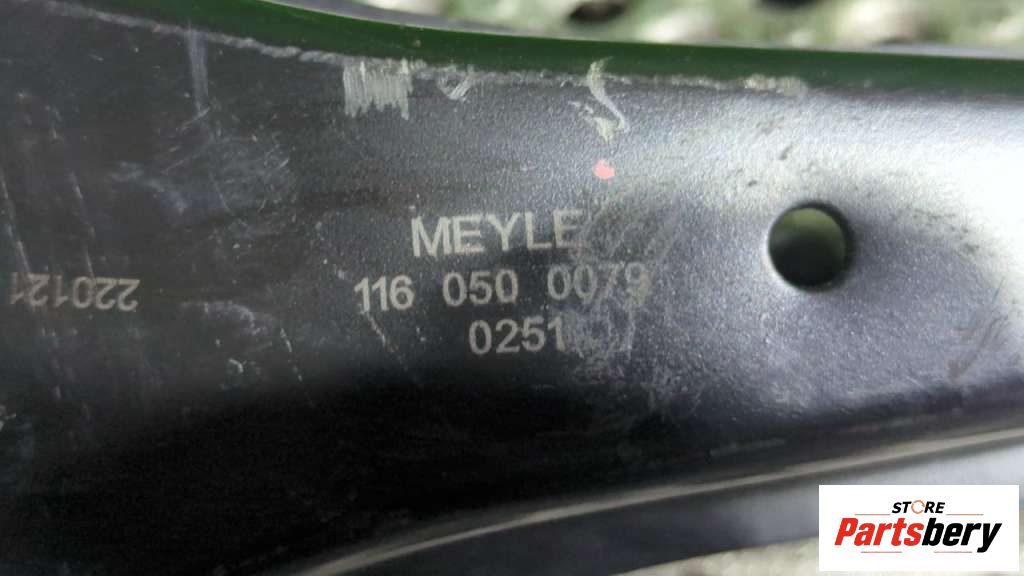 MEYLE
116 050 0079
0251
220121
STORE
Partsbery